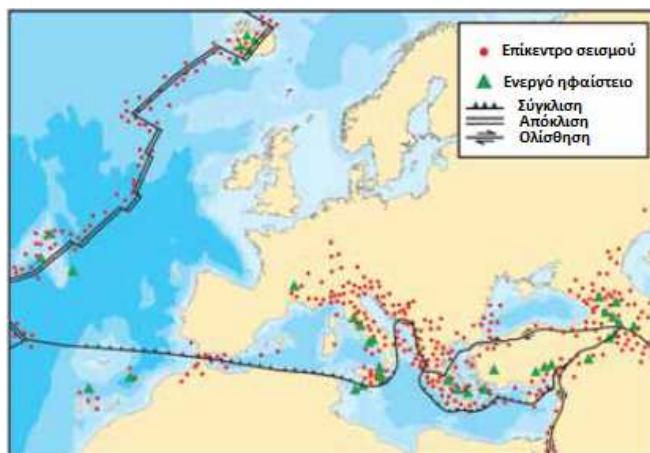 Επίκεντρο σεισμού
Ενεργό ηφαίστειο
Σύγκλιση
Απόκλιση
Ολίσθηση